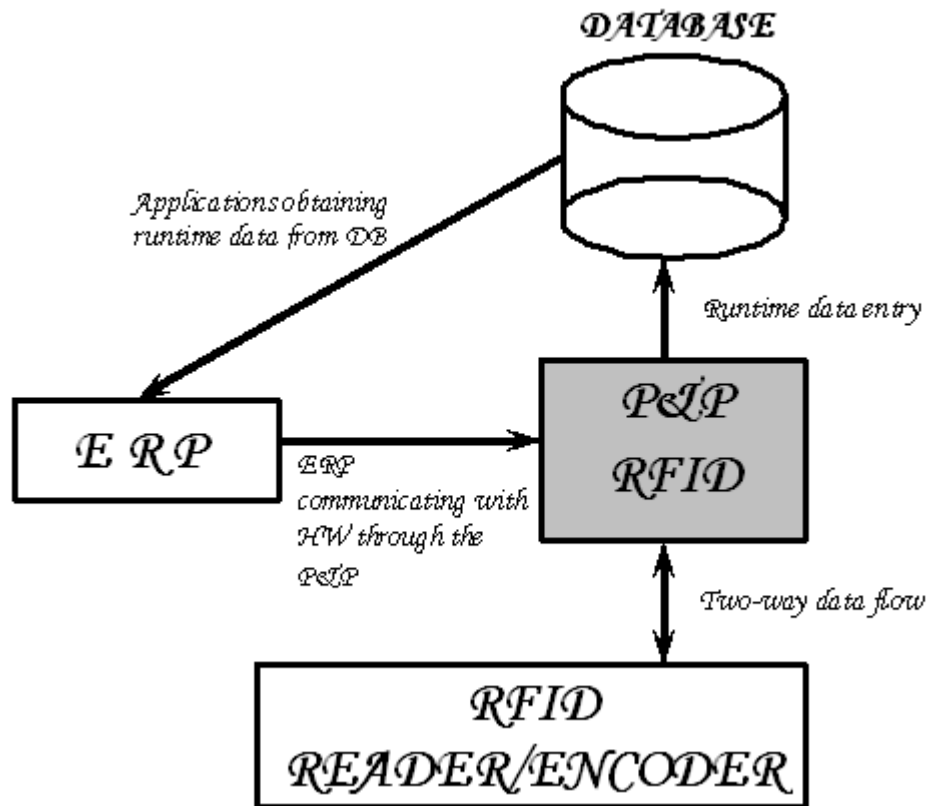 DATABASE
Applications obtaining
runtime data from DB
Runtime data entry
P&P
RFID
ERP
ERP
communicating with
HW through the
P&P
Two-way data flow
RFID
READER/ENCODER